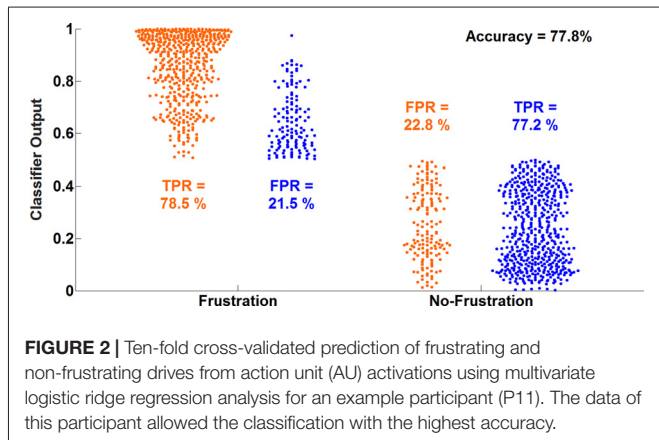 1
Accuracy = 77.8%
0.8
FPR =
22.8 %
TPR =
77.2 %
0.6
Classifier Output
0.4
TPR =
78.5 %
FPR =
21.5 %
0.2
0
Frustration
No-Frustration
FIGURE 2 | Ten-fold cross-validated prediction of frustrating and
non-frustrating drives from action unit (AU) activations using multivariate
logistic ridge regression analysis for an example participant (P11). The data of
this participant allowed the classification with the highest accuracy.